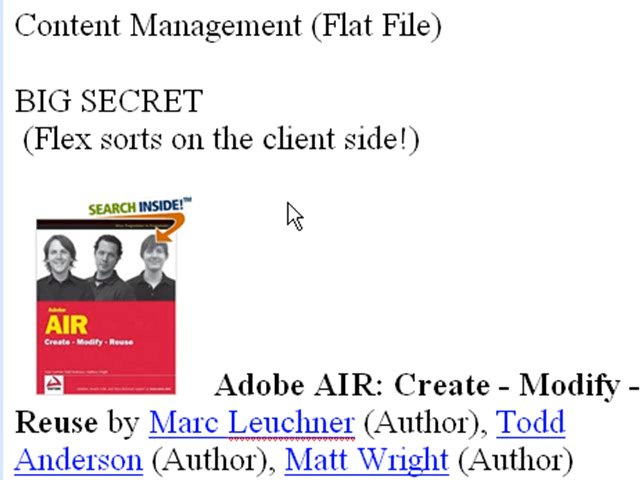 Content Management (Flat File)
BIG SECRET
(Flex sorts on the client side!)
SEARCH INSIDE!™
Adobe
AIR
Create - Modify - Reuse
Adobe AIR: Create - Modify -
Reuse by Marc Leuchner (Author), Todd
Anderson (Author), Matt Wright (Author)